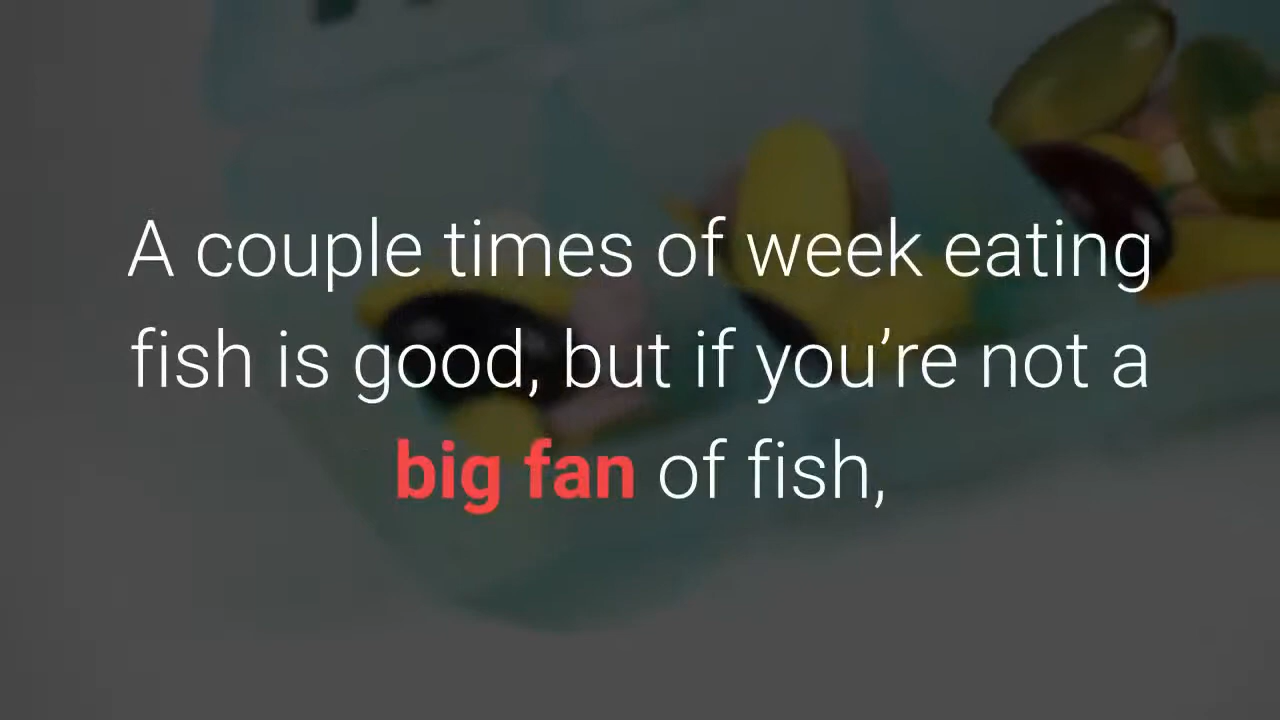 A couple times of week eating
fish is good, but if you’re not a
big fan of fish,